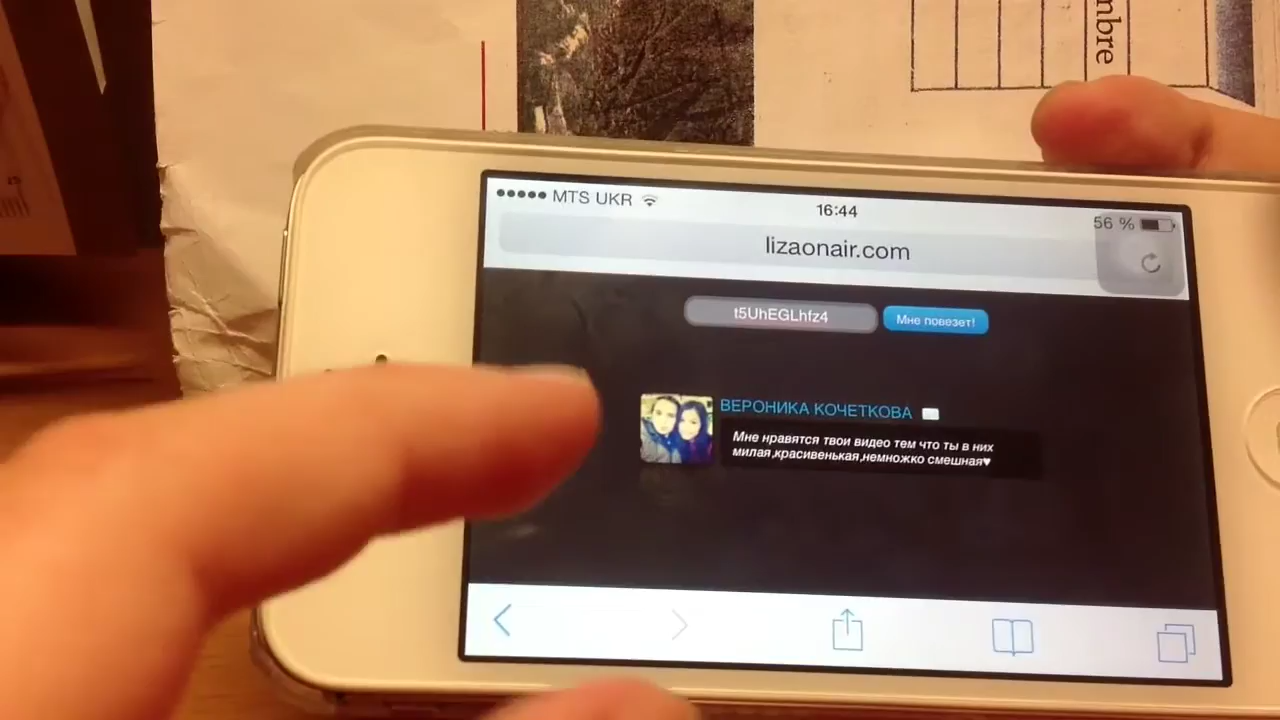 mbre
MTS UKR
16:44
56 %
lizaonair.com
t5UhEGLhfz4
Мне повезет!
ВЕРОНИКА КОЧЕТКОВА
Мне нравятся твои видео тем что ты в них
милая,красивенькая,немножко смешная♥